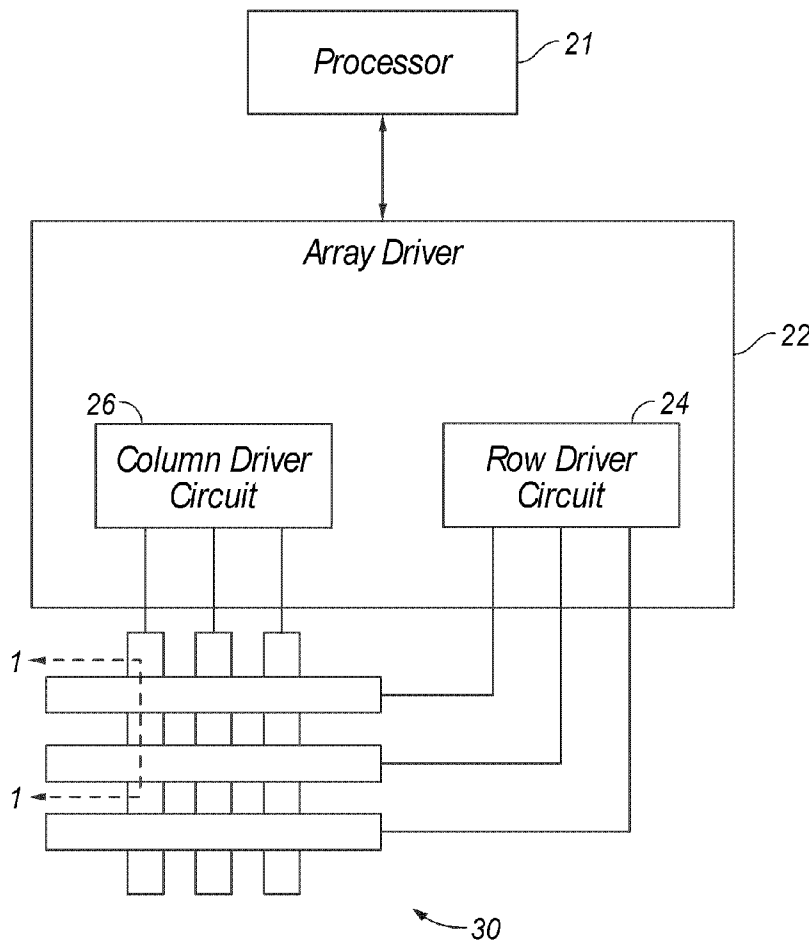 Processor
21
Array Driver
22
26
24
Column Driver
Circuit
Row Driver
Circuit
1
1
30